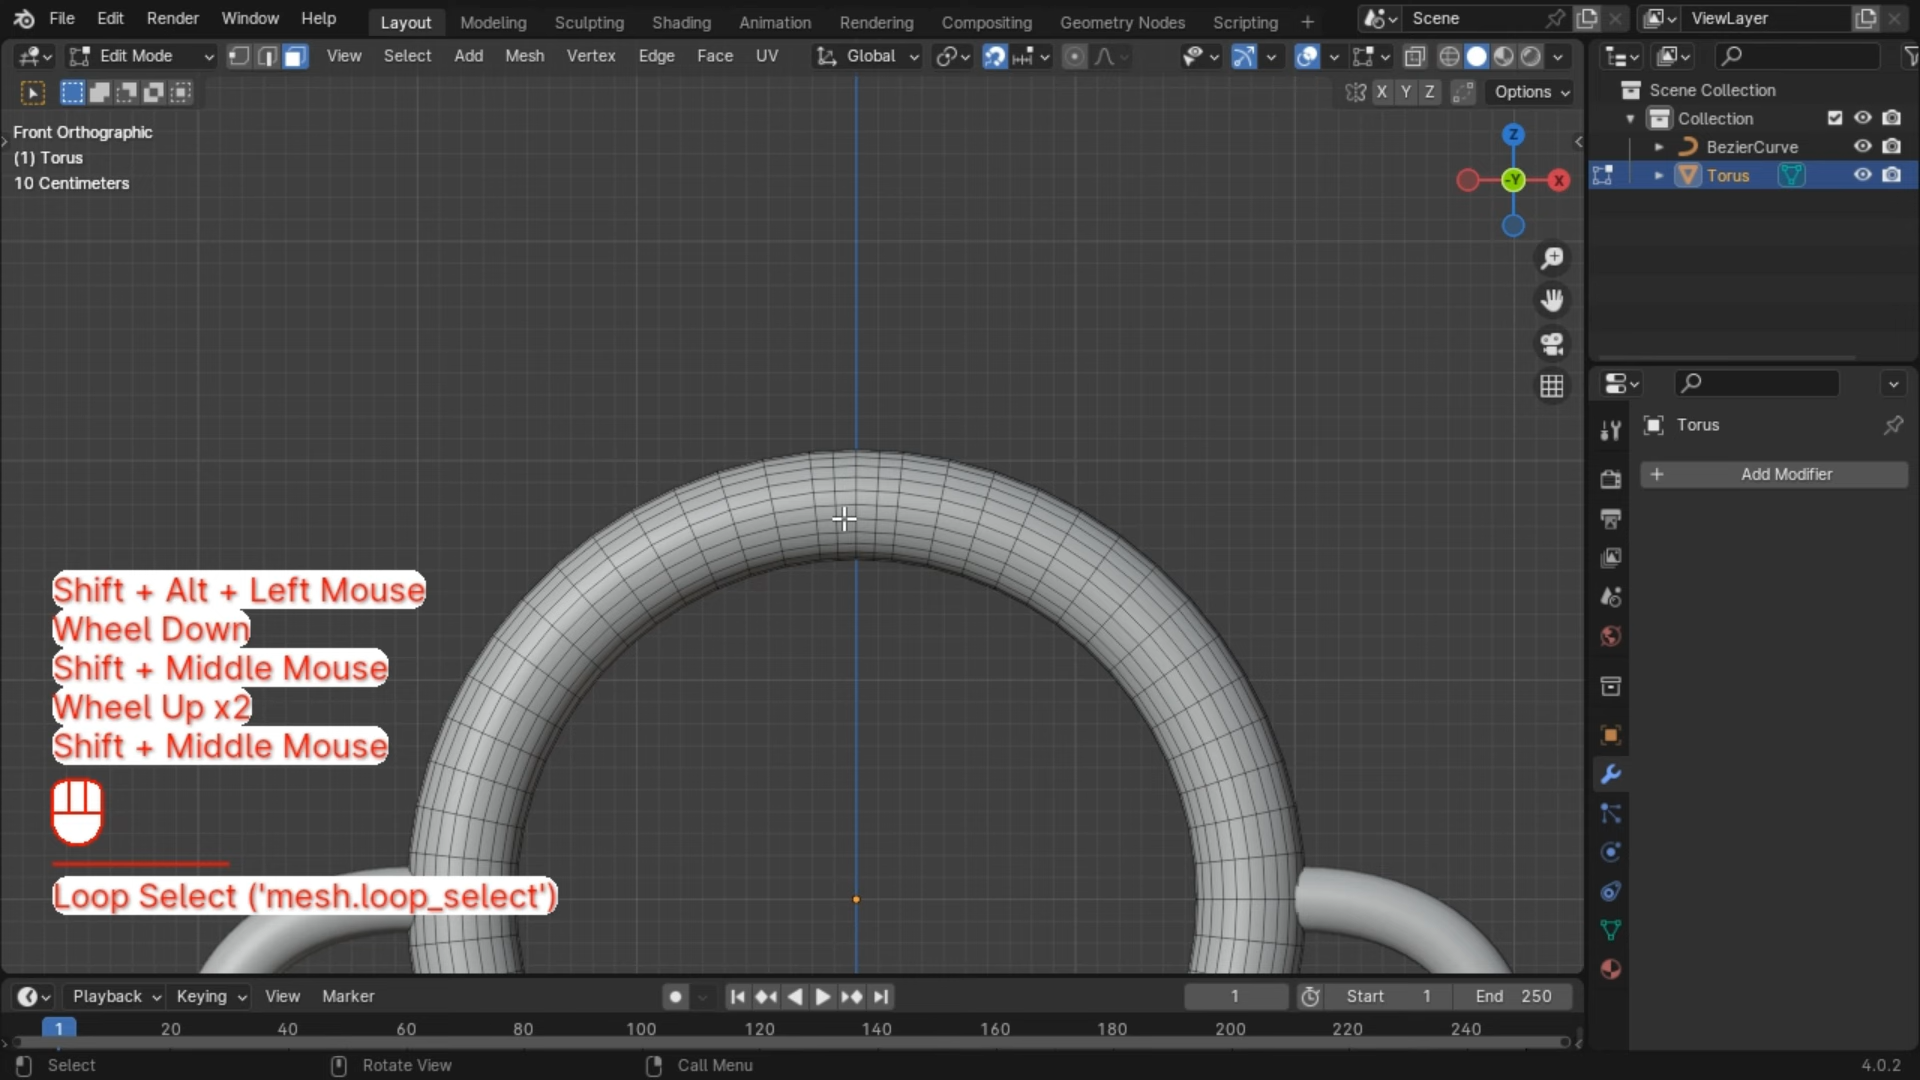 File Edit Render Window Help Layout Modeling Sculpting Shading Animation Rendering Compositing Geometry Nodes Scripting + Scene ViewLayer
Edit Mode View Select Add Mesh Vertex Edge Face UV Global
X Y Z Options
Front Orthographic
(1) Torus
10 Centimeters
Z
-Y X
Scene Collection
Collection
BezierCurve
Torus
Torus
+ Add Modifier
Shift + Alt + Left Mouse
Wheel Down
Shift + Middle Mouse
Wheel Up x2
Shift + Middle Mouse
Loop Select ('mesh.loop_select')
Playback Keying View Marker 1 Start 1 End 250
1 20 40 60 80 100 120 140 160 180 200 220 240
Select Rotate View Call Menu 4.0.2